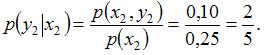 p(y₂|x₂) = p(x₂, y₂) / p(x₂) = 0,10 / 0,25 = 2 / 5.